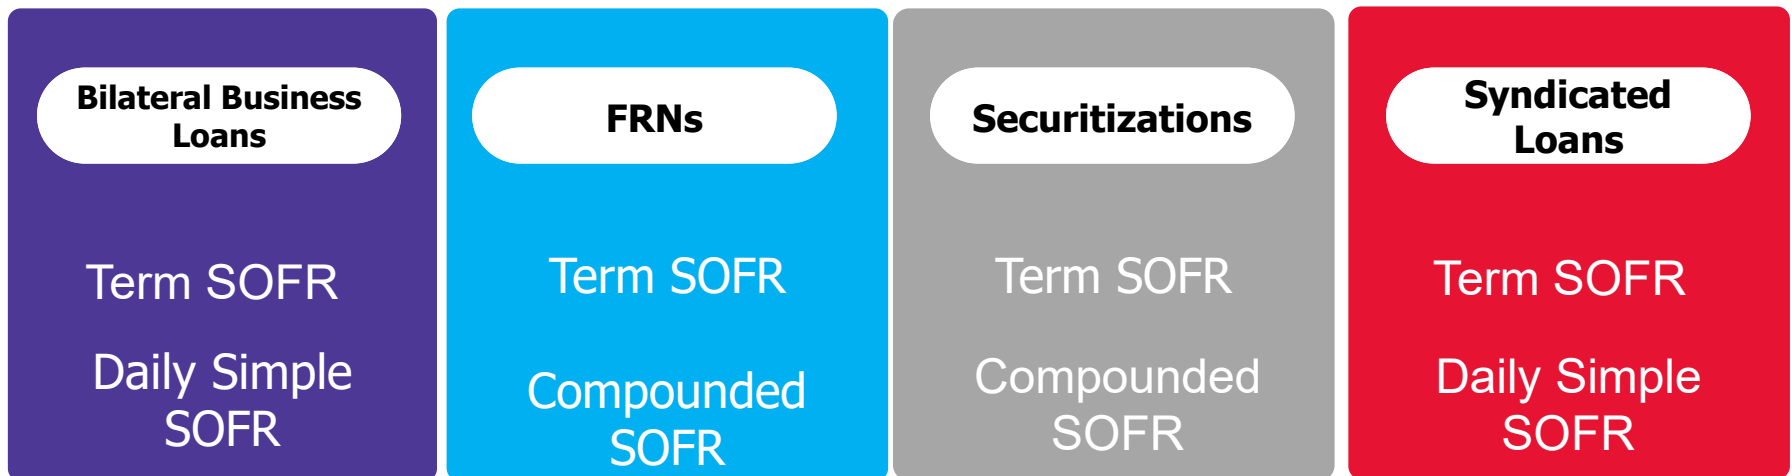 Bilateral Business
Loans
Term SOFR
Daily Simple
SOFR
FRNs
Term SOFR
Compounded
SOFR
Securitizations
Term SOFR
Compounded
SOFR
Syndicated
Loans
Term SOFR
Daily Simple
SOFR